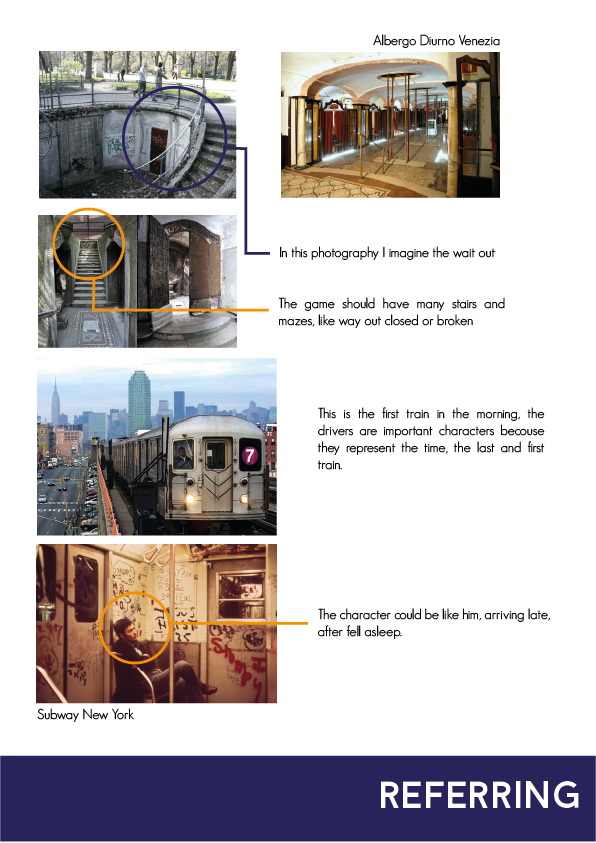 Albergo Diurno Venezia
In this photography I imagine the wait out
The game should have many stairs and
mazes, like way out closed or broken
7
This is the first train in the morning, the
drivers are important characters becouse
they represent the time, the last and first
train.
The character could be like him, arriving late,
after fell asleep.
Subway New York
REFERRING